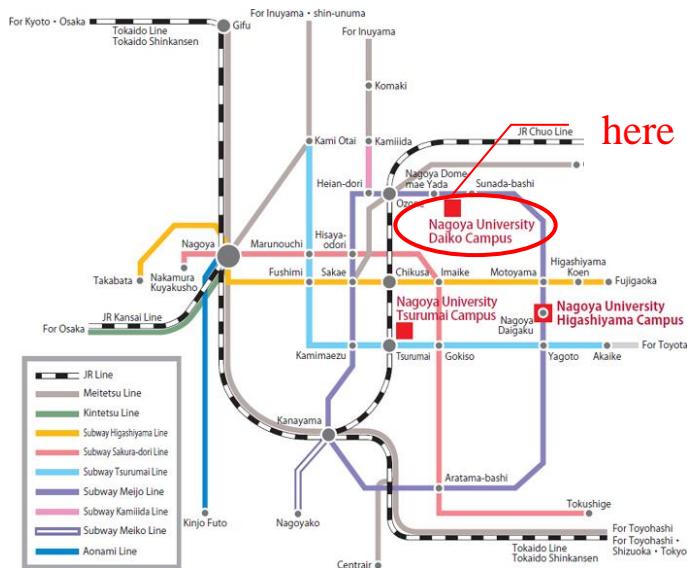 For Kyoto・Osaka
Tokaido Line
Tokaido Shinkansen
Gifu
For Inuyama・shin-unuma
For Inuyama
Komaki
Kami Otai
Kamiiida
JR Chuo Line
here
Heian-dori
Ozone
Nagoya Dome
mae Yada
Sunada-bashi
Nagoya University
Daiko Campus
Nagoya
Marunouchi
Hisaya-
odori
Takabata
Nakamura
Kuyakusho
Fushimi
Sakae
Chikusa
Imaike
Motoyama
Higashiyama
Koen
Fujigaoka
JR Kansai Line
For Osaka
Nagoya University
Tsurumai Campus
Nagoya
Daigaku
Nagoya University
Higashiyama Campus
Kamimaezu
Tsurumai
Gokiso
Yagoto
Akaike
For Toyota
JR Line
Meitetsu Line
Kintetsu Line
Subway Higashiyama Line
Subway Sakura-dori Line
Subway Tsurumai Line
Subway Meijo Line
Subway Kamiiida Line
Subway Meiko Line
Aonami Line
Kanayama
Kinjo Futo
Nagoyako
Aratama-bashi
Tokushige
Centrair
Tokaido Line
Tokaido Shinkansen
For Toyohashi
For Toyohashi・
Shizuoka・Tokyo